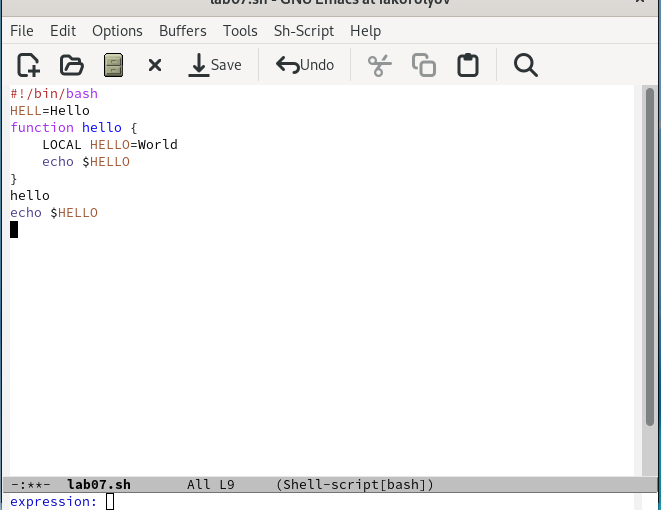 lab07.sh - GNU Emacs at fakorolyov
File Edit Options Buffers Tools Sh-Script Help
Save Undo
#!/bin/bash
HELL=Hello
function hello {
    LOCAL HELLO=World
    echo $HELLO
}
hello
echo $HELLO
-:**-  lab07.sh       All L9     (Shell-script[bash])
expression: